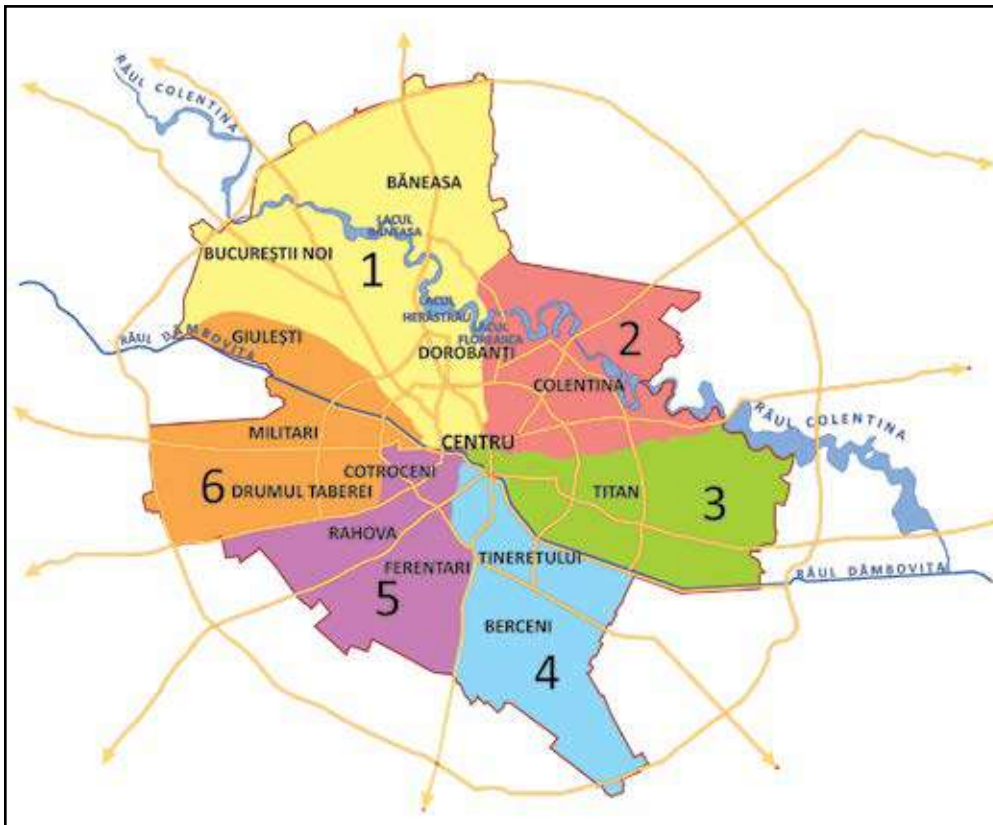 RÂUL COLENTINA
BĂNEASA
LACUL
BĂNEASA
BUCUREȘTII NOI
1
LACUL
HERĂSTRĂU
LACUL
FLOREASCA
DOROBANȚI
2
GIULEȘTI
RÂUL DÂMBOVIȚA
COLENTINA
RÂUL COLENTINA
MILITARI
CENTRU
COTROCENI
6
DRUMUL TABEREI
TITAN
3
RAHOVA
FERENTARI
TINERETULUI
RÂUL DÂMBOVIȚA
5
BERCENI
4